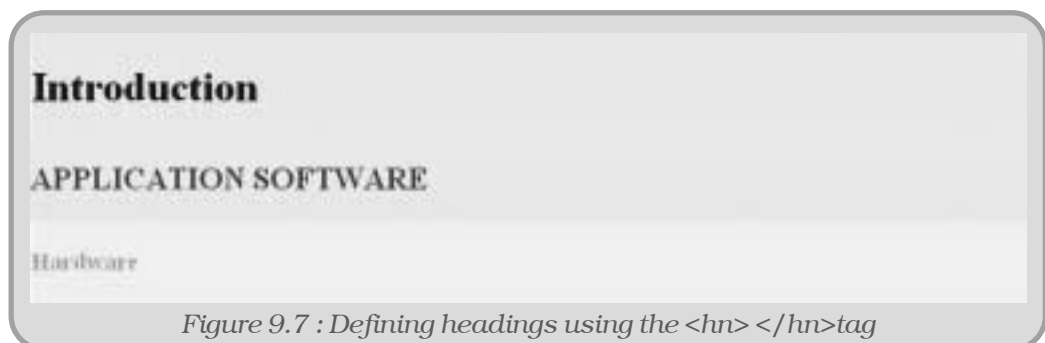 Introduction
APPLICATION SOFTWARE
Hardware
Figure 9.7 : Defining headings using the <hn> </hn>tag